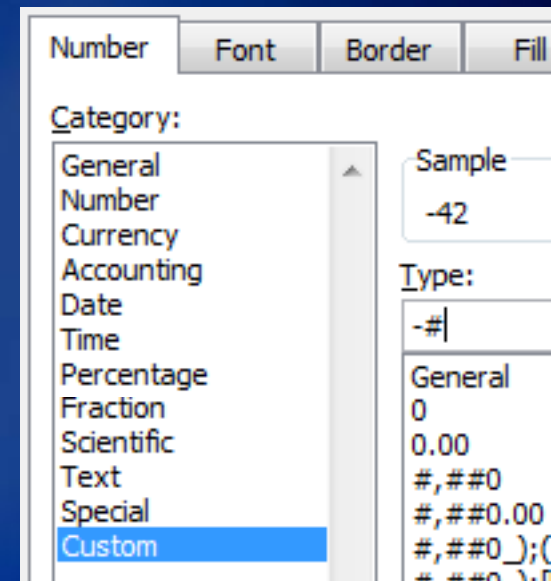 Number Font Border Fill
Category:
General
Number
Currency
Accounting
Date
Time
Percentage
Fraction
Scientific
Text
Special
Custom
Sample
-42
Type:
-#
General
0
0.00
#,##0
#,##0.00
#,##0_);(